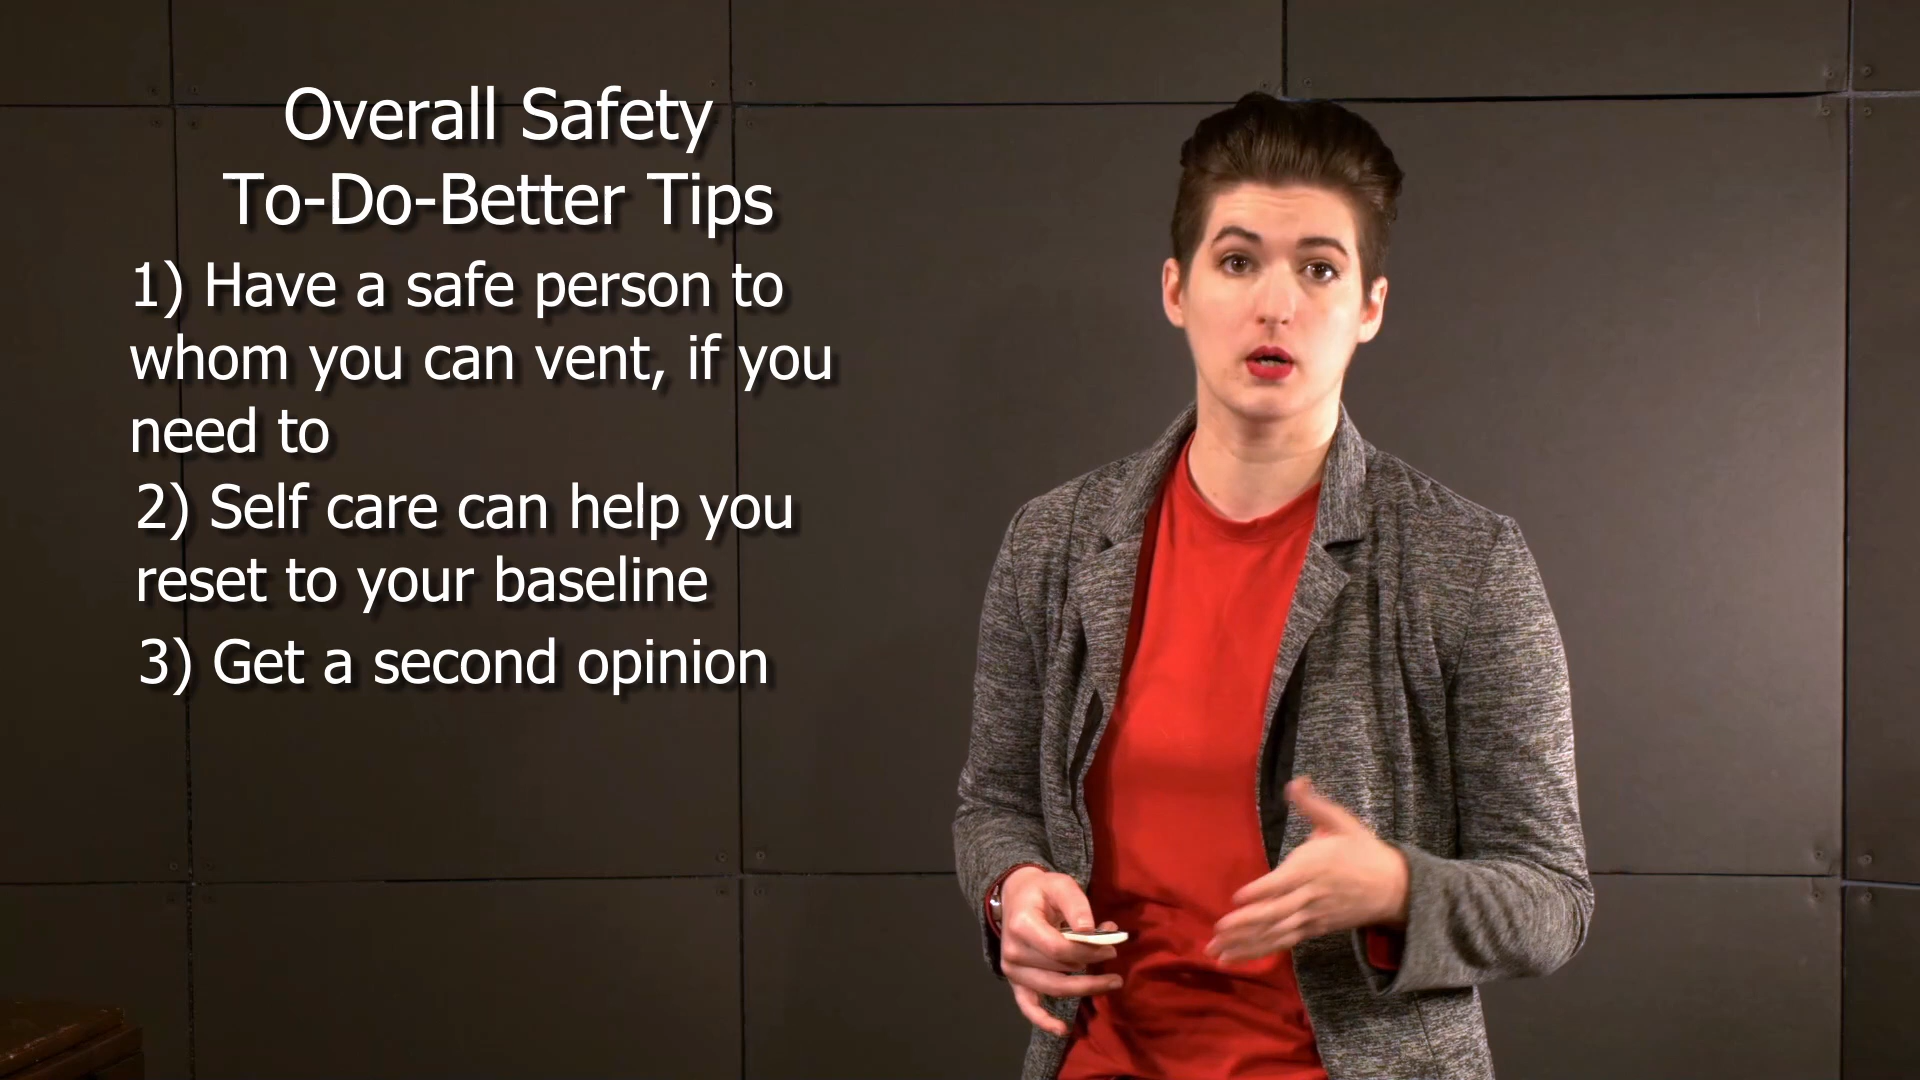 Overall Safety
To-Do-Better Tips
1) Have a safe person to
whom you can vent, if you
need to
2) Self care can help you
reset to your baseline
3) Get a second opinion